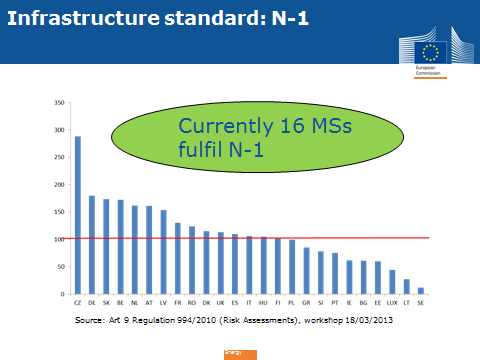 Infrastructure standard: N-1
European
Commission
Currently 16 MSs
fulfil N-1
350
300
250
200
150
100
50
0
CZ DE SK BE NL AT LV FR RO DK UK ES IT HU FI PL GR SI PT IE BG EE LUX LT SE
Source: Art 9 Regulation 994/2010 (Risk Assessments), workshop 18/03/2013
Energy